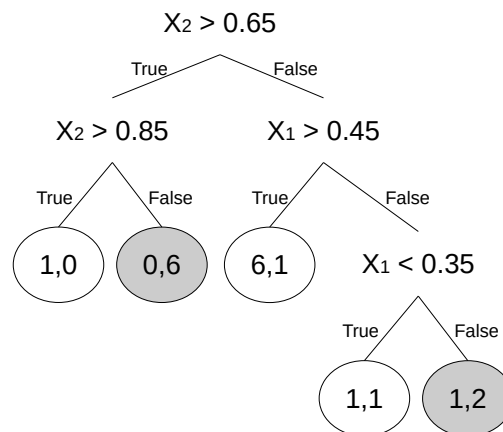 X2 > 0.65
True False
X2 > 0.85 X1 > 0.45
True False True False
1,0 0,6 6,1 X1 < 0.35
True False
1,1 1,2